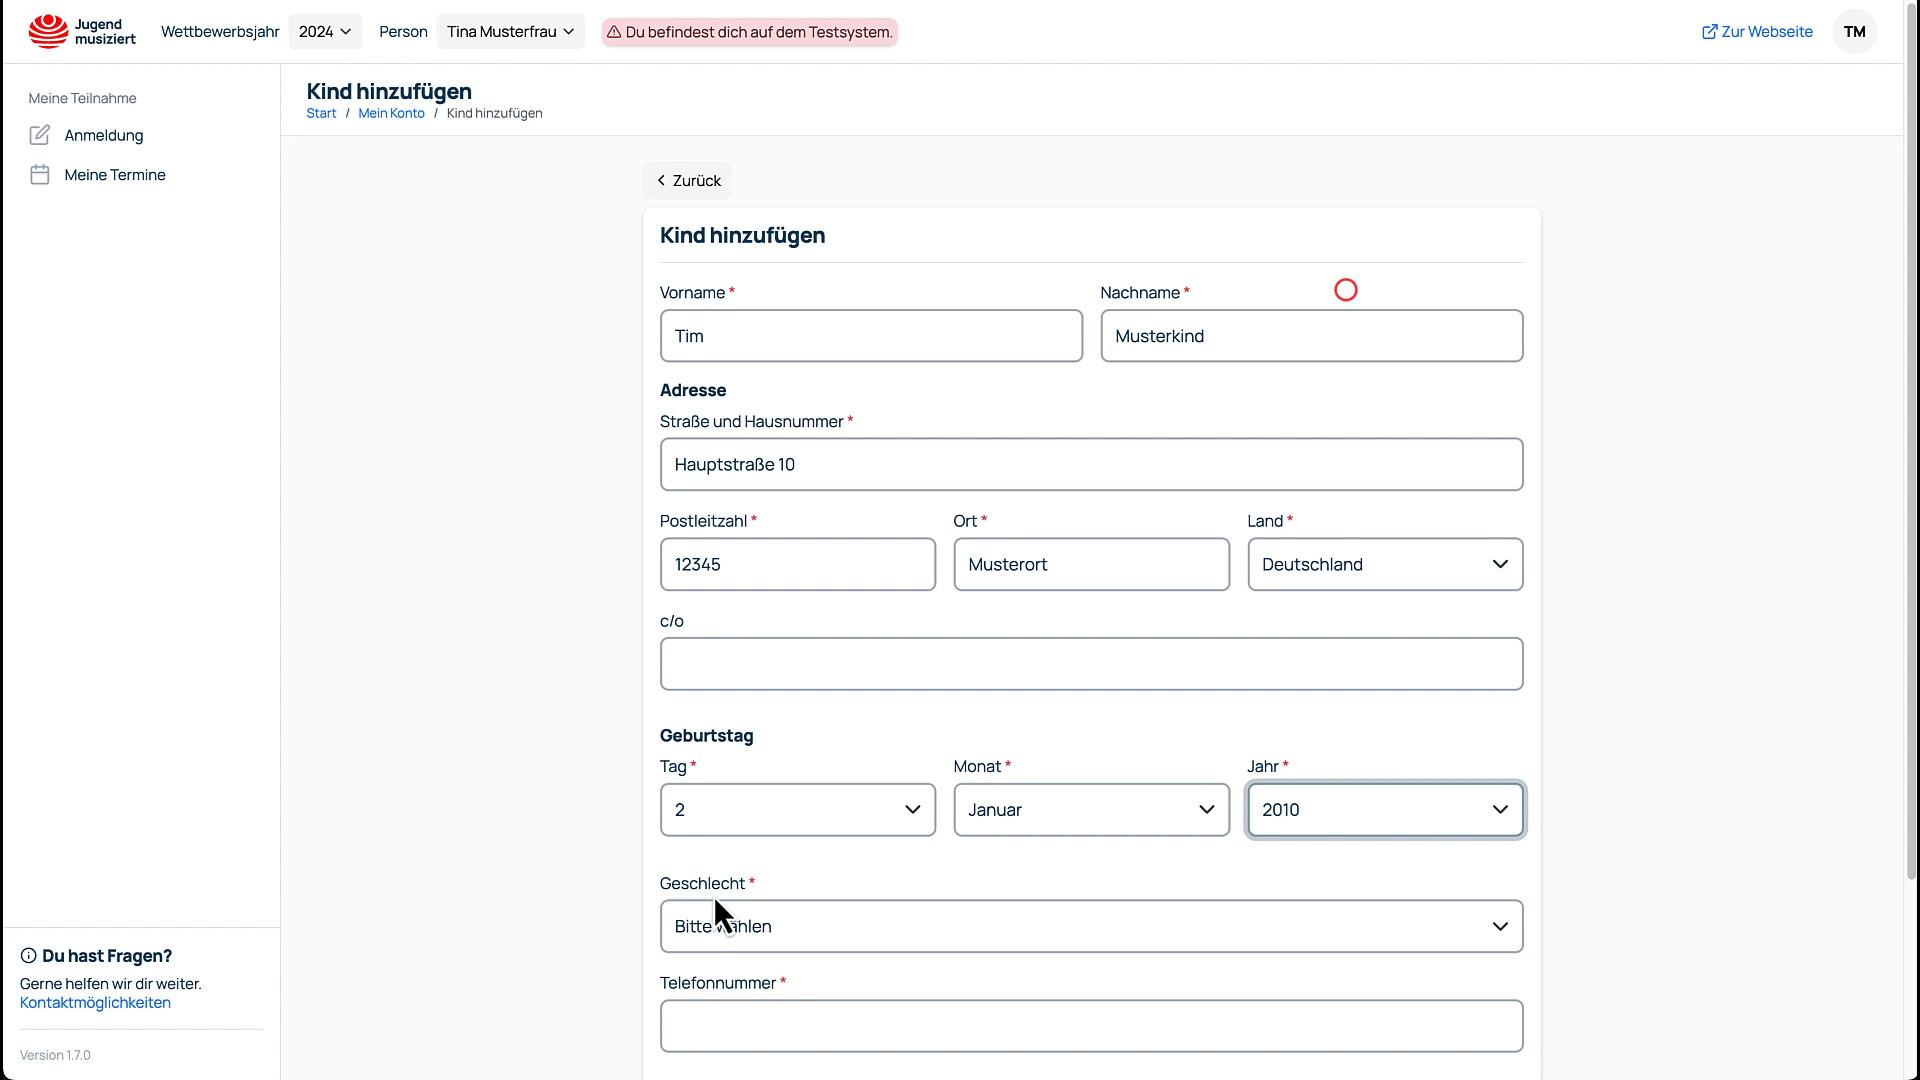 Jugend musiziert
Wettbewerbsjahr 2024 Person Tina Musterfrau Du befindest dich auf dem Testsystem. Zur Webseite TM
Meine Teilnahme
Anmeldung
Meine Termine
Kind hinzufügen
Start / Mein Konto / Kind hinzufügen
Zurück
Kind hinzufügen
Vorname * Nachname *
Tim Musterkind
Adresse
Straße und Hausnummer *
Hauptstraße 10
Postleitzahl * Ort * Land *
12345 Musterort Deutschland
c/o
Geburtstag
Tag * Monat * Jahr *
2 Januar 2010
Geschlecht *
Bitte wählen
Telefonnummer *
Du hast Fragen?
Gerne helfen wir dir weiter.
Kontaktmöglichkeiten
Version 1.7.0